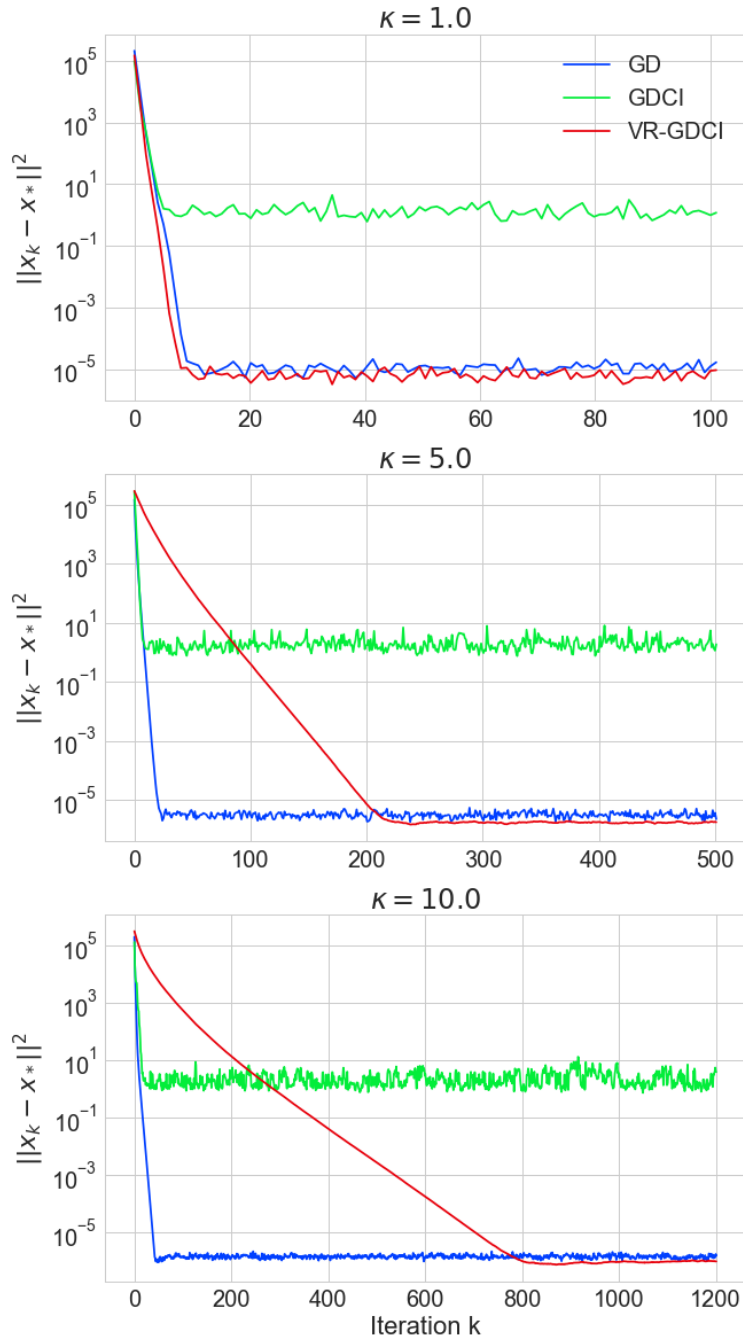 κ = 1.0
10^5
10^3
10^1
10^−1
10^−3
10^−5
||x_k − x_*||^2
GD
GDCI
VR-GDCI
0 20 40 60 80 100
κ = 5.0
10^5
10^3
10^1
10^−1
10^−3
10^−5
||x_k − x_*||^2
0 100 200 300 400 500
κ = 10.0
10^5
10^3
10^1
10^−1
10^−3
10^−5
||x_k − x_*||^2
0 200 400 600 800 1000 1200
Iteration k